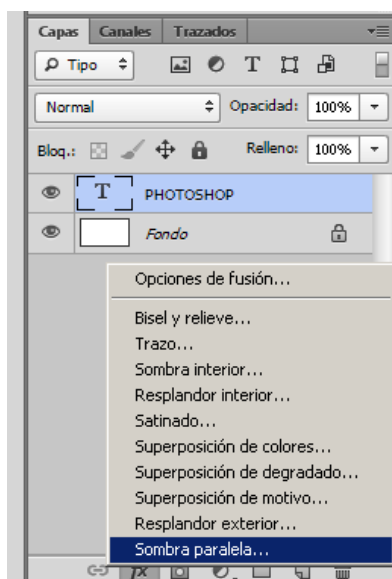 Capas Canales Trazados
Tipo T
Normal Opacidad: 100%
Bloq.: Relleno: 100%
T PHOTOSHOP
Fondo
Opciones de fusión...
Bisel y relieve...
Trazo...
Sombra interior...
Resplandor interior...
Satinado...
Superposición de colores...
Superposición de degradado...
Superposición de motivo...
Resplandor exterior...
Sombra paralela...
fx